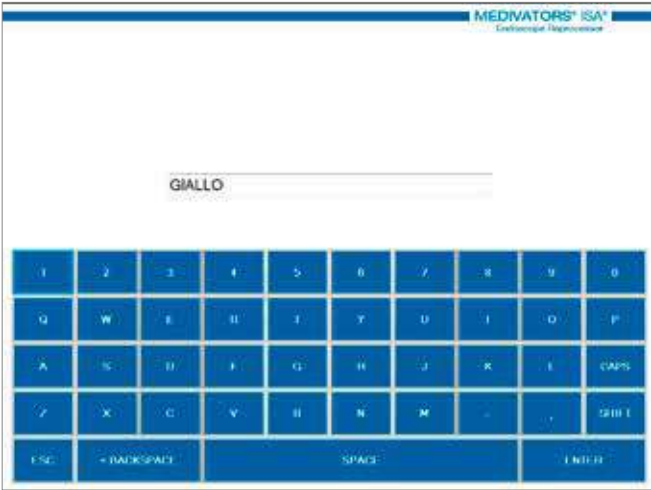 MEDIVATORS® ISA®
Endoscope Reprocessor
GIALLO
1 2 3 4 5 6 7 8 9 0
Q W E R T Y U I O P
A S D F G H J K L CAPS
Z X C V B N M . , SHIFT
ESC < BACKSPACE SPACE ENTER